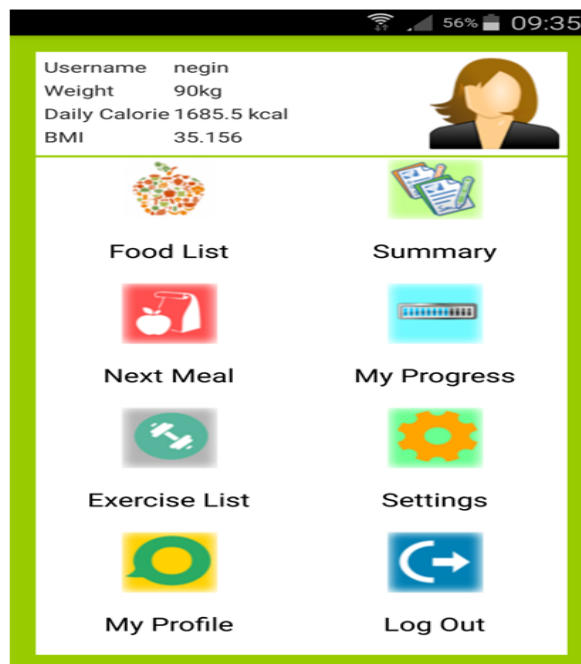 56% 09:35
Username negin
Weight 90kg
Daily Calorie 1685.5 kcal
BMI 35.156
Food List Summary
Next Meal My Progress
Exercise List Settings
My Profile Log Out